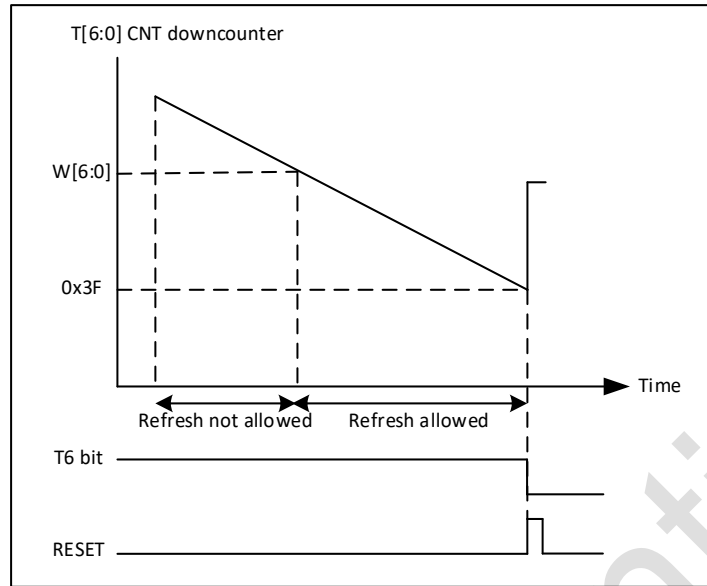 T[6:0] CNT downcounter
W[6:0]
0x3F
Time
Refresh not allowed
Refresh allowed
T6 bit
RESET